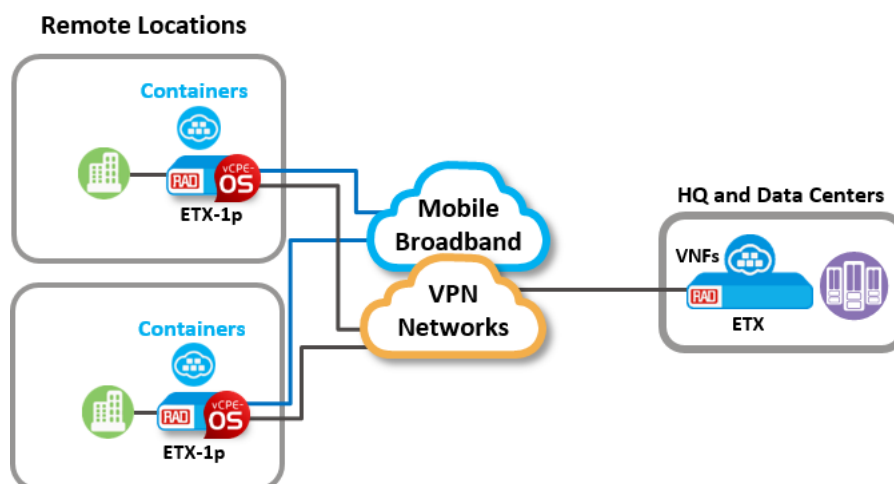 Remote Locations
Containers
RAD
vCPE-
OS
ETX-1p
Containers
RAD
vCPE-
OS
ETX-1p
Mobile
Broadband
VPN
Networks
HQ and Data Centers
VNFs
RAD
ETX